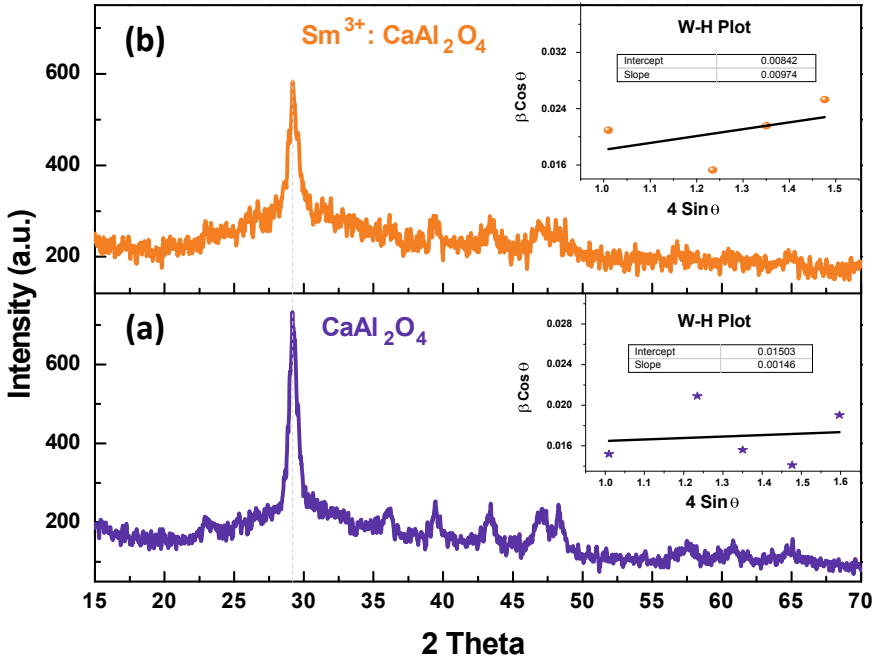 (b)
Sm³⁺: CaAl₂O₄
W-H Plot
Intercept 0.00842
Slope 0.00974
β Cos θ
0.032
0.024
0.016
1.0 1.1 1.2 1.3 1.4 1.5
4 Sin θ
600
400
200
(a)
CaAl₂O₄
W-H Plot
Intercept 0.01503
Slope 0.00146
β Cos θ
0.028
0.024
0.020
0.016
1.0 1.1 1.2 1.3 1.4 1.5 1.6
4 Sin θ
600
400
200
Intensity (a.u.)
15 20 25 30 35 40 45 50 55 60 65 70
2 Theta